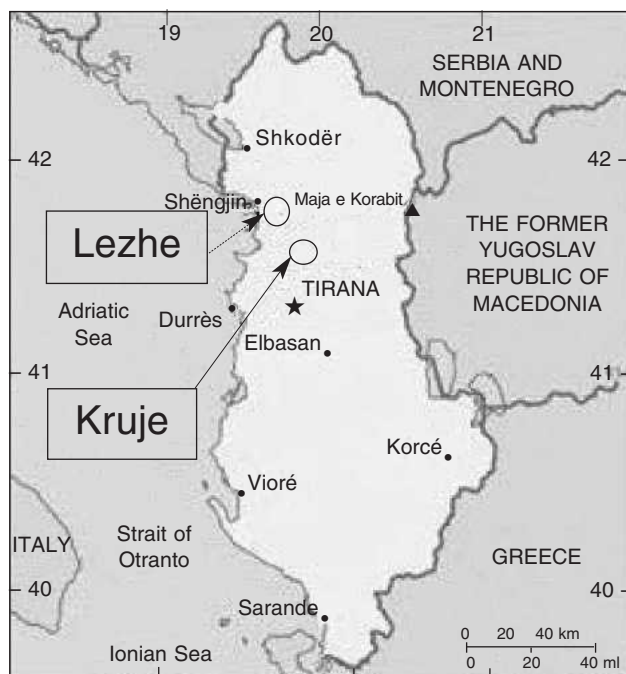 19 20 21
SERBIA AND
MONTENEGRO
42 42
Shkodër
Shëngjin
Maja e Korabit
Lezhe
THE FORMER
YUGOSLAV
REPUBLIC OF
MACEDONIA
TIRANA
Adriatic
Sea
Durrès
Elbasan
41 41
Kruje
Korcé
Vioré
Strait of
Otranto
ITALY
GREECE
40 40
Sarande
0 20 40 km
0 20 40 ml
Ionian Sea